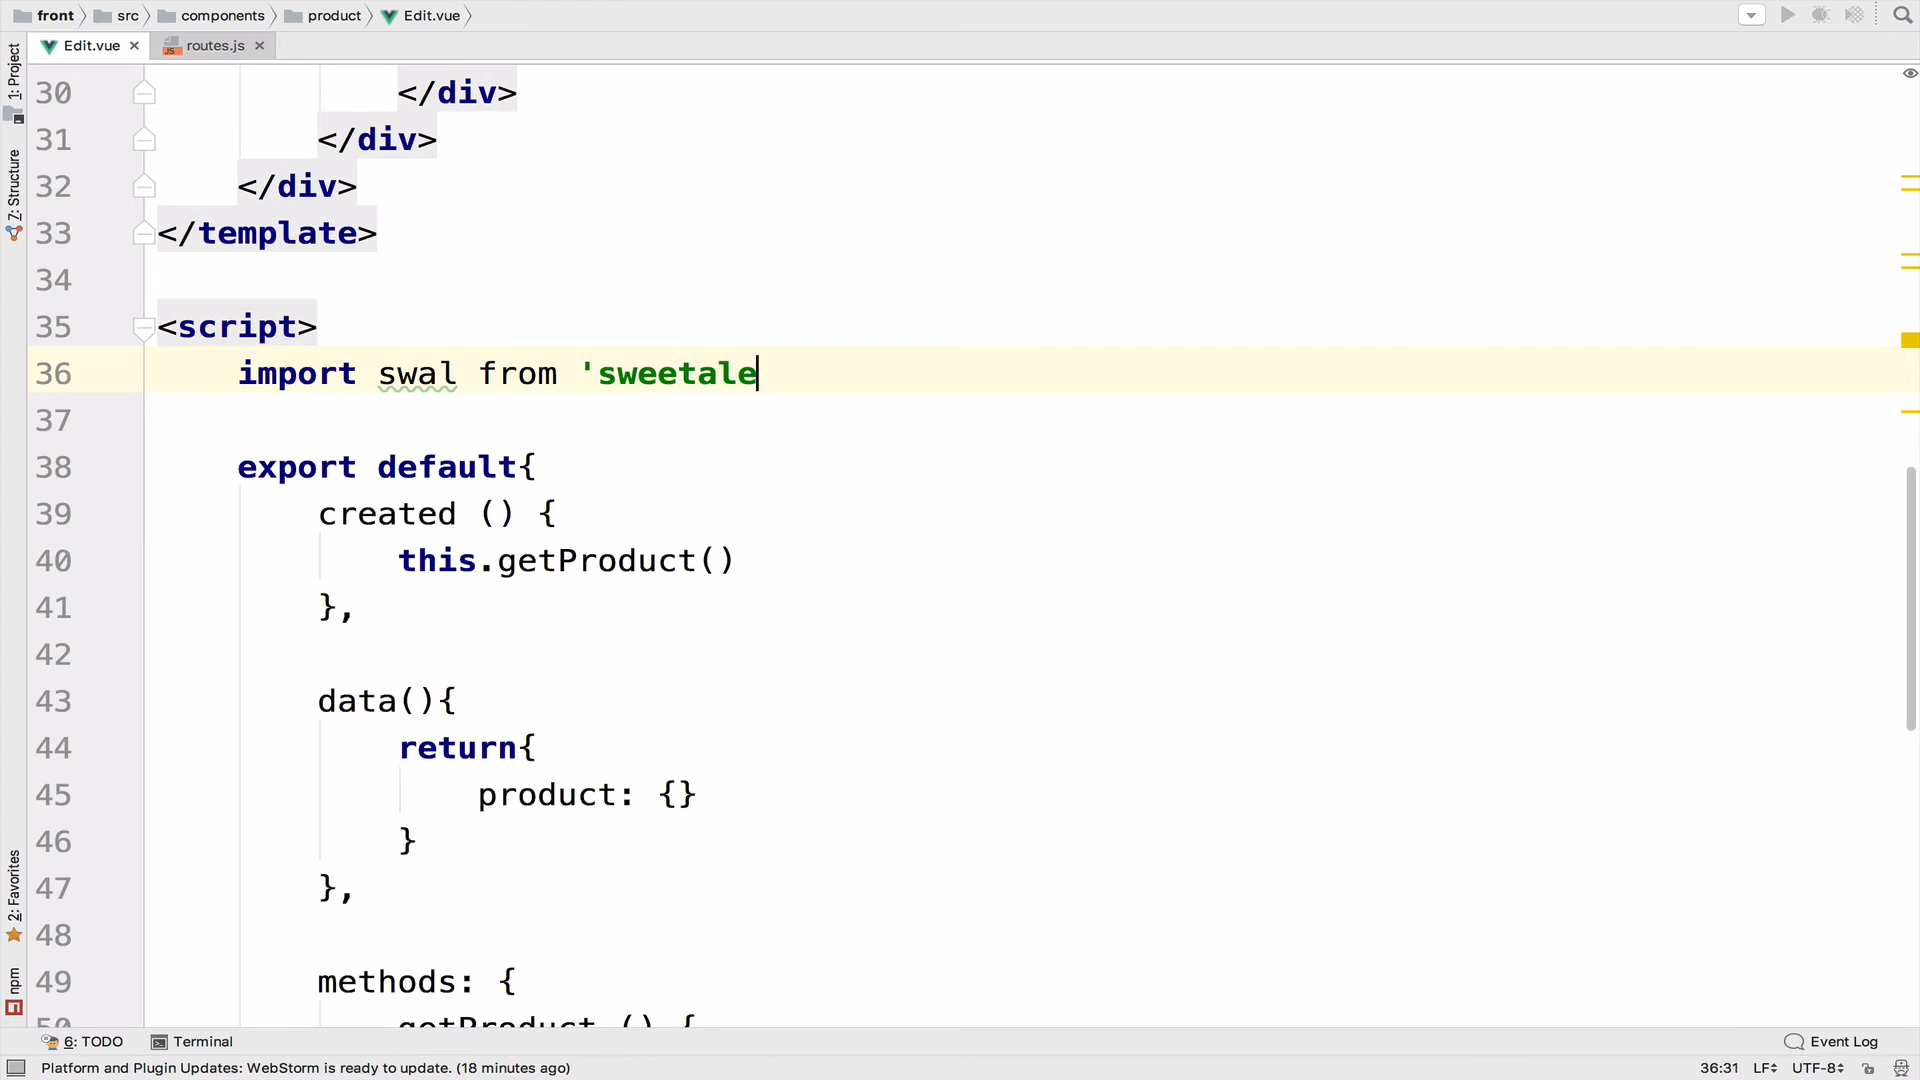 front src components product Edit.vue
Edit.vue routes.js
1: Project
7: Structure
2: Favorites
npm
30 </div>
31 </div>
32 </div>
33 </template>
34
35 <script>
36 import swal from 'sweetale
37
38 export default{
39 created () {
40 this.getProduct()
41 },
42
43 data(){
44 return{
45 product: {}
46 }
47 },
48
49 methods: {
50 getProduct () {
6: TODO Terminal Event Log
Platform and Plugin Updates: WebStorm is ready to update. (18 minutes ago) 36:31 LF UTF-8